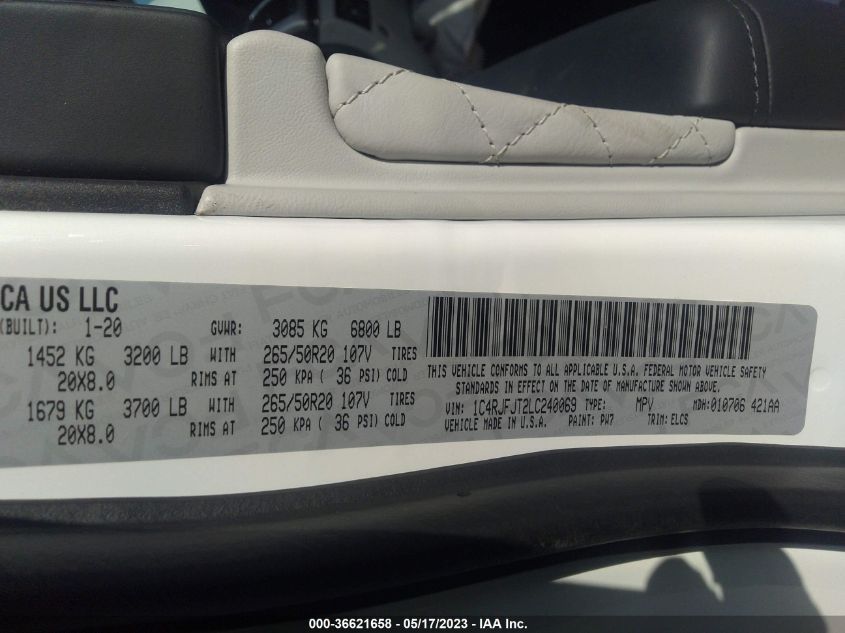 CA US LLC
(BUILT): 1-20 GVWR: 3085 KG 6800 LB
1452 KG 3200 LB WITH 265/50R20 107V TIRES
20X8.0 RIMS AT 250 KPA ( 36 PSI) COLD
1679 KG 3700 LB WITH 265/50R20 107V TIRES
20X8.0 RIMS AT 250 KPA ( 36 PSI) COLD
THIS VEHICLE CONFORMS TO ALL APPLICABLE U.S.A. FEDERAL MOTOR VEHICLE SAFETY
STANDARDS IN EFFECT ON THE DATE OF MANUFACTURE SHOWN ABOVE.
VIN: 1C4RJFJT2LC240069 TYPE: MPV MDH:010706 421AA
VEHICLE MADE IN U.S.A. PAINT: PW7 TRIM: ELCS
000-36621658 - 05/17/2023 - IAA Inc.